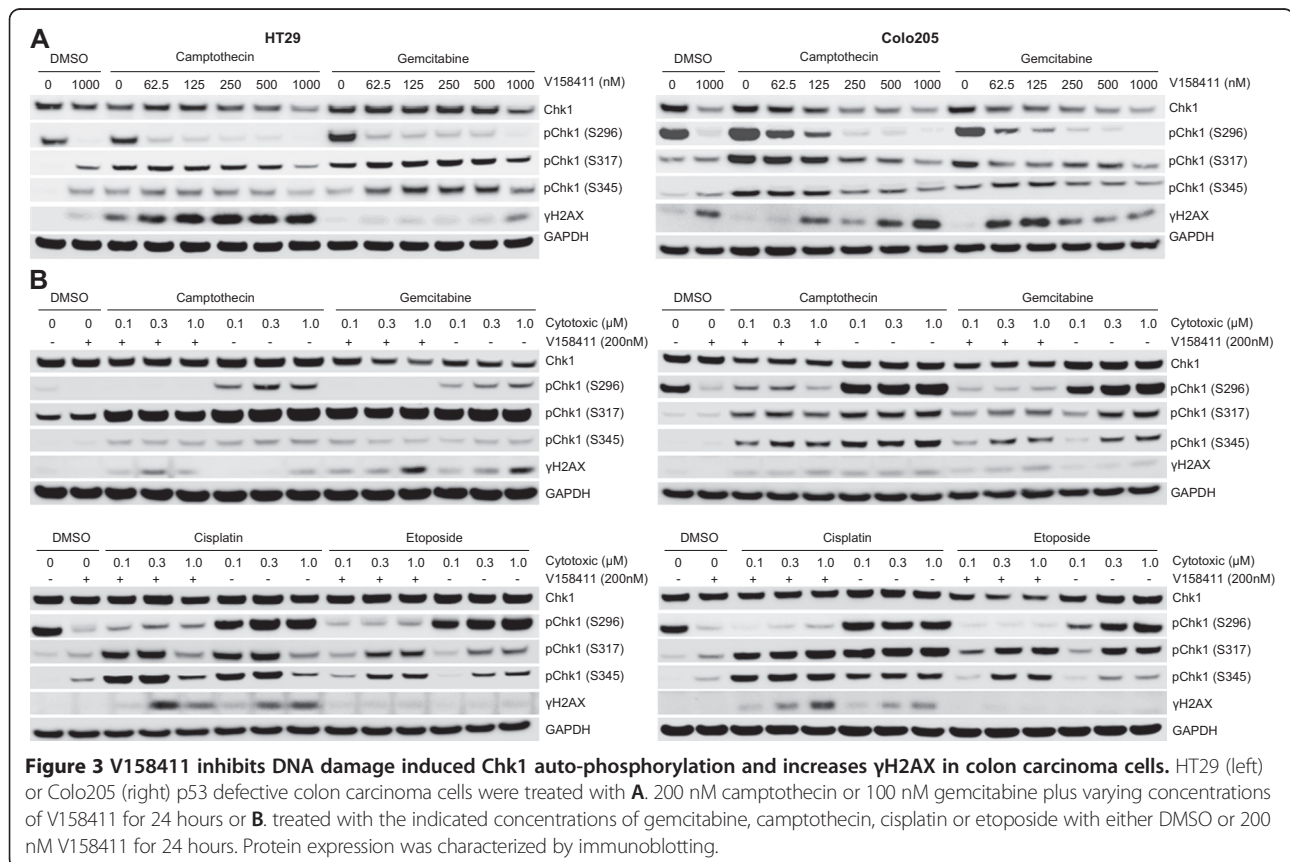 A
HT29
DMSO Camptothecin Gemcitabine
0 1000 0 62.5 125 250 500 1000 0 62.5 125 250 500 1000 V158411 (nM)
Chk1
pChk1 (S296)
pChk1 (S317)
pChk1 (S345)
γH2AX
GAPDH
Colo205
DMSO Camptothecin Gemcitabine
0 1000 0 62.5 125 250 500 1000 0 62.5 125 250 500 1000 V158411 (nM)
Chk1
pChk1 (S296)
pChk1 (S317)
pChk1 (S345)
γH2AX
GAPDH
B
DMSO Camptothecin Gemcitabine
0 0 0.1 0.3 1.0 0.1 0.3 1.0 0.1 0.3 1.0 0.1 0.3 1.0 Cytotoxic (µM)
- + + + + - - - + + + - - - V158411 (200nM)
Chk1
pChk1 (S296)
pChk1 (S317)
pChk1 (S345)
γH2AX
GAPDH
DMSO Camptothecin Gemcitabine
0 0 0.1 0.3 1.0 0.1 0.3 1.0 0.1 0.3 1.0 0.1 0.3 1.0 Cytotoxic (µM)
- + + + + - - - + + + - - - V158411 (200nM)
Chk1
pChk1 (S296)
pChk1 (S317)
pChk1 (S345)
γH2AX
GAPDH
DMSO Cisplatin Etoposide
0 0 0.1 0.3 1.0 0.1 0.3 1.0 0.1 0.3 1.0 0.1 0.3 1.0 Cytotoxic (µM)
- + + + + - - - + + + - - - V158411 (200nM)
Chk1
pChk1 (S296)
pChk1 (S317)
pChk1 (S345)
γH2AX
GAPDH
DMSO Cisplatin Etoposide
0 0 0.1 0.3 1.0 0.1 0.3 1.0 0.1 0.3 1.0 0.1 0.3 1.0 Cytotoxic (µM)
- + + + + - - - + + + - - - V158411 (200nM)
Chk1
pChk1 (S296)
pChk1 (S317)
pChk1 (S345)
γH2AX
GAPDH
Figure 3 V158411 inhibits DNA damage induced Chk1 auto-phosphorylation and increases γH2AX in colon carcinoma cells. HT29 (left)
or Colo205 (right) p53 defective colon carcinoma cells were treated with A. 200 nM camptothecin or 100 nM gemcitabine plus varying concentrations
of V158411 for 24 hours or B. treated with the indicated concentrations of gemcitabine, camptothecin, cisplatin or etoposide with either DMSO or 200
nM V158411 for 24 hours. Protein expression was characterized by immunoblotting.